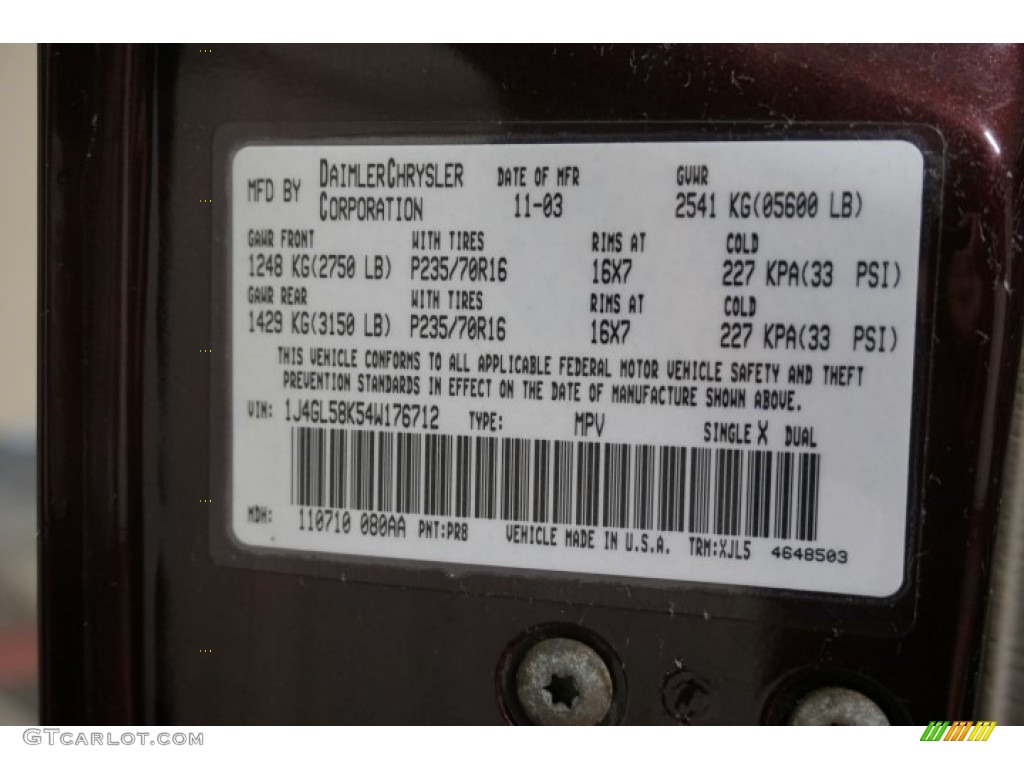 MFD BY DAIMLERCHRYSLER CORPORATION DATE OF MFR 11-03 GVWR 2541 KG(05600 LB)
GAWR FRONT WITH TIRES RIMS AT COLD
1248 KG(2750 LB) P235/70R16 16X7 227 KPA(33 PSI)
GAWR REAR WITH TIRES RIMS AT COLD
1429 KG(3150 LB) P235/70R16 16X7 227 KPA(33 PSI)
THIS VEHICLE CONFORMS TO ALL APPLICABLE FEDERAL MOTOR VEHICLE SAFETY AND THEFT
PREVENTION STANDARDS IN EFFECT ON THE DATE OF MANUFACTURE SHOWN ABOVE.
VIN: 1J4GL58K54W176712 TYPE: MPV SINGLE X DUAL
MDH: 110710 080AA PNT:PRB VEHICLE MADE IN U.S.A. TRM:XJL5 4648503
GTCARLOT.COM